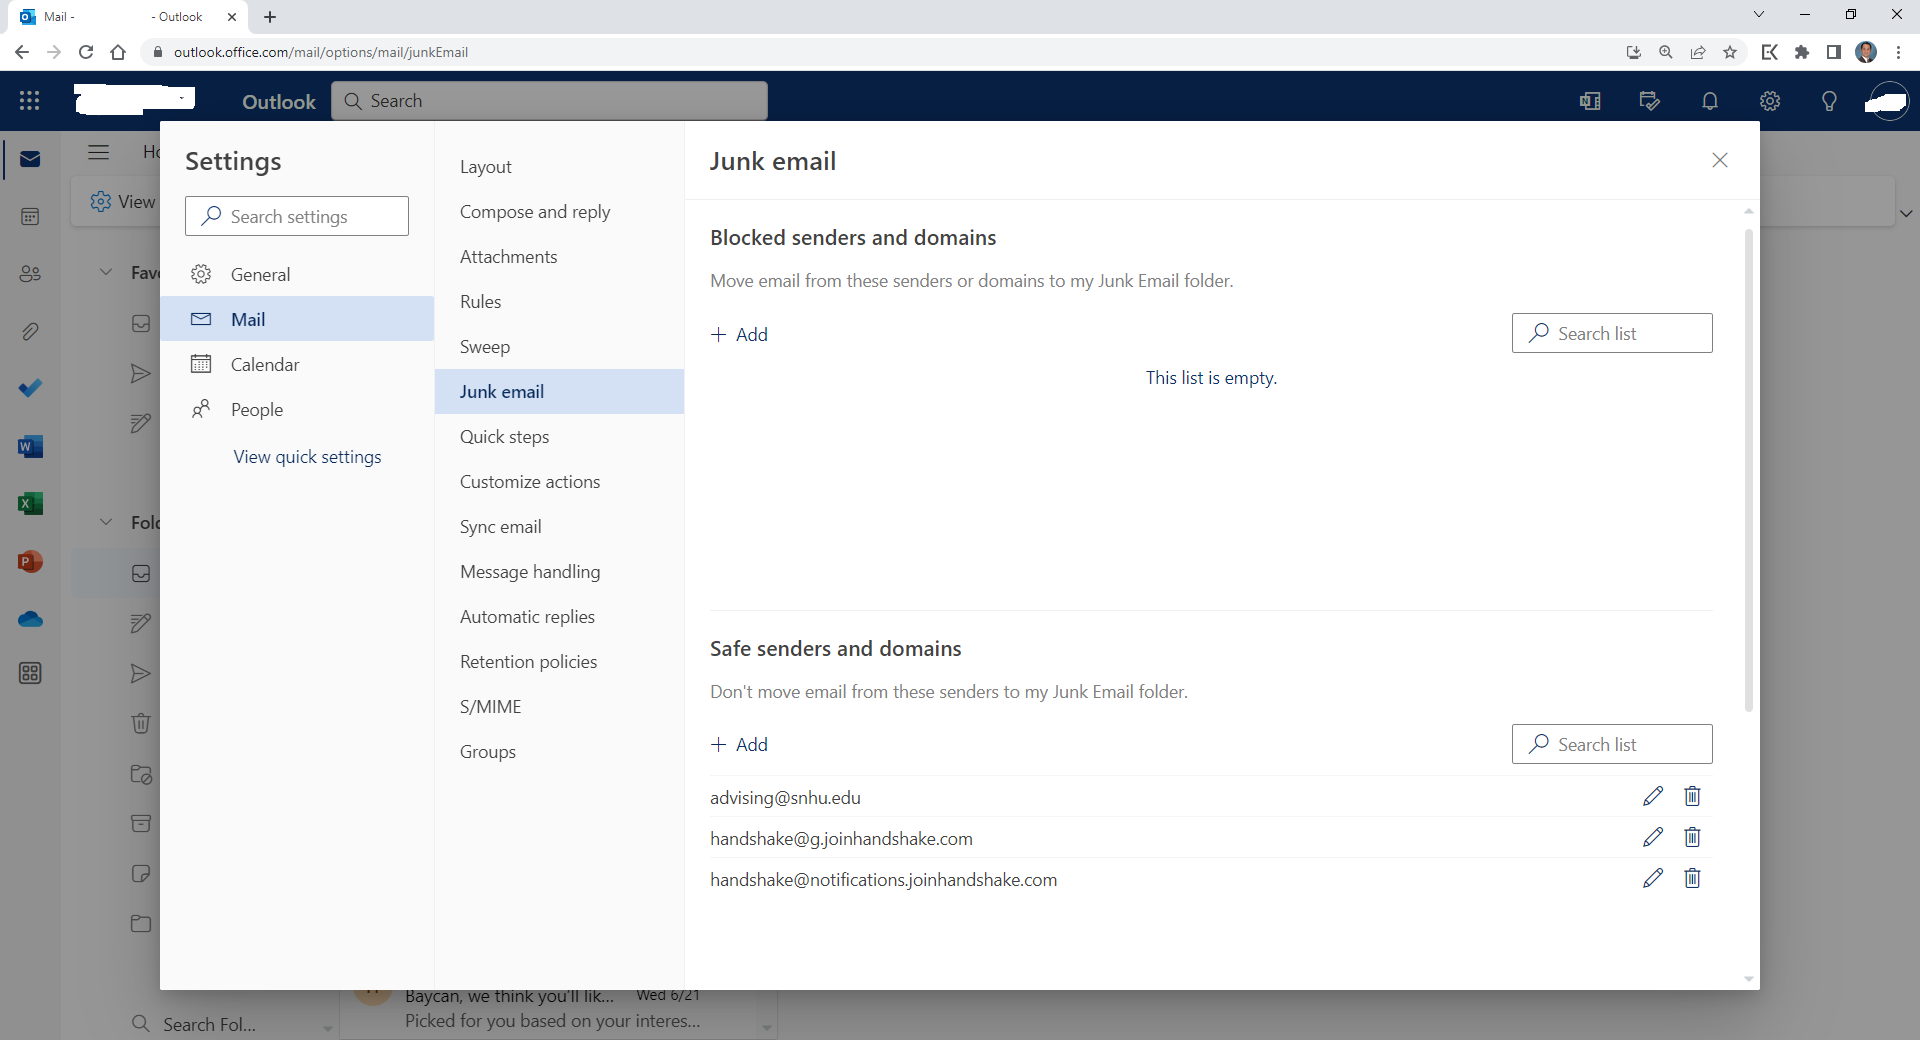 Mail - - Outlook
outlook.office.com/mail/options/mail/junkEmail
Outlook
Search
Ho
View
Favo
Fold
Search Fol...
Settings
Search settings
General
Mail
Calendar
People
View quick settings
Layout
Compose and reply
Attachments
Rules
Sweep
Junk email
Quick steps
Customize actions
Sync email
Message handling
Automatic replies
Retention policies
S/MIME
Groups
Junk email
Blocked senders and domains
Move email from these senders or domains to my Junk Email folder.
Add
Search list
This list is empty.
Safe senders and domains
Don't move email from these senders to my Junk Email folder.
Add
Search list
advising@snhu.edu
handshake@g.joinhandshake.com
handshake@notifications.joinhandshake.com
Baycan, we think you'll lik... Wed 6/21
Picked for you based on your interes...